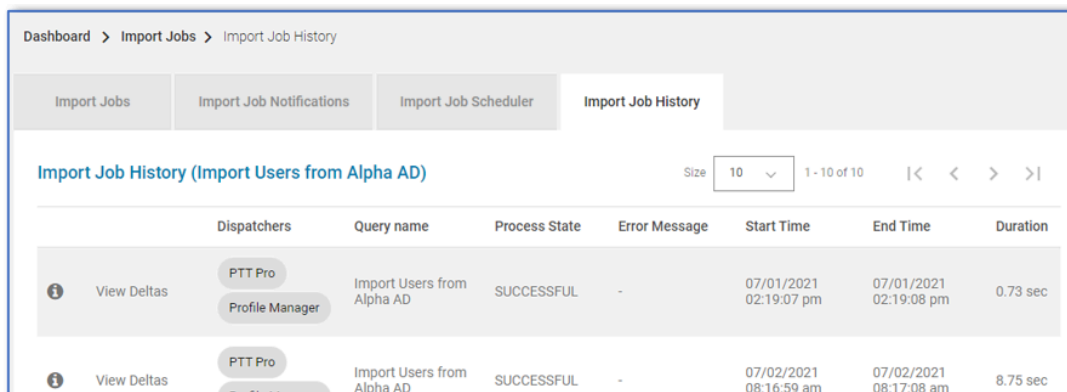 Dashboard > Import Jobs > Import Job History
Import Jobs Import Job Notifications Import Job Scheduler Import Job History
Import Job History (Import Users from Alpha AD) Size 10 1 - 10 of 10
Dispatchers Query name Process State Error Message Start Time End Time Duration
View Deltas PTT Pro Profile Manager Import Users from Alpha AD SUCCESSFUL - 07/01/2021 02:19:07 pm 07/01/2021 02:19:08 pm 0.73 sec
View Deltas PTT Pro Import Users from Alpha AD SUCCESSFUL - 07/02/2021 08:16:59 am 07/02/2021 08:17:08 am 8.75 sec